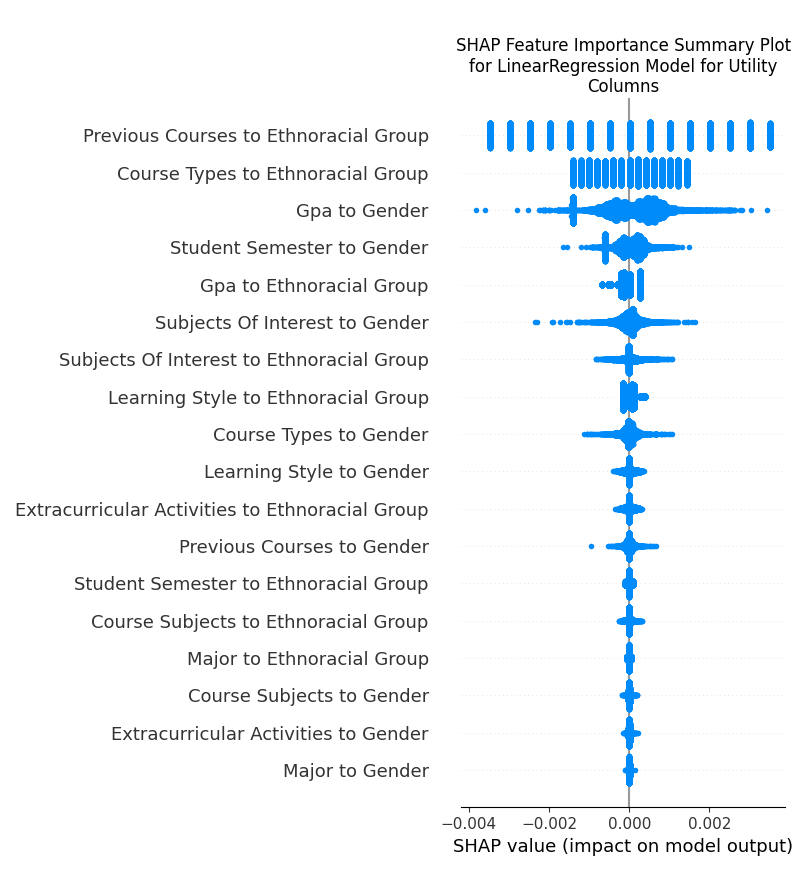 SHAP Feature Importance Summary Plot
for LinearRegression Model for Utility
Columns
Previous Courses to Ethnoracial Group
Course Types to Ethnoracial Group
Gpa to Gender
Student Semester to Gender
Gpa to Ethnoracial Group
Subjects Of Interest to Gender
Subjects Of Interest to Ethnoracial Group
Learning Style to Ethnoracial Group
Course Types to Gender
Learning Style to Gender
Extracurricular Activities to Ethnoracial Group
Previous Courses to Gender
Student Semester to Ethnoracial Group
Course Subjects to Ethnoracial Group
Major to Ethnoracial Group
Course Subjects to Gender
Extracurricular Activities to Gender
Major to Gender
−0.004 −0.002 0.000 0.002
SHAP value (impact on model output)